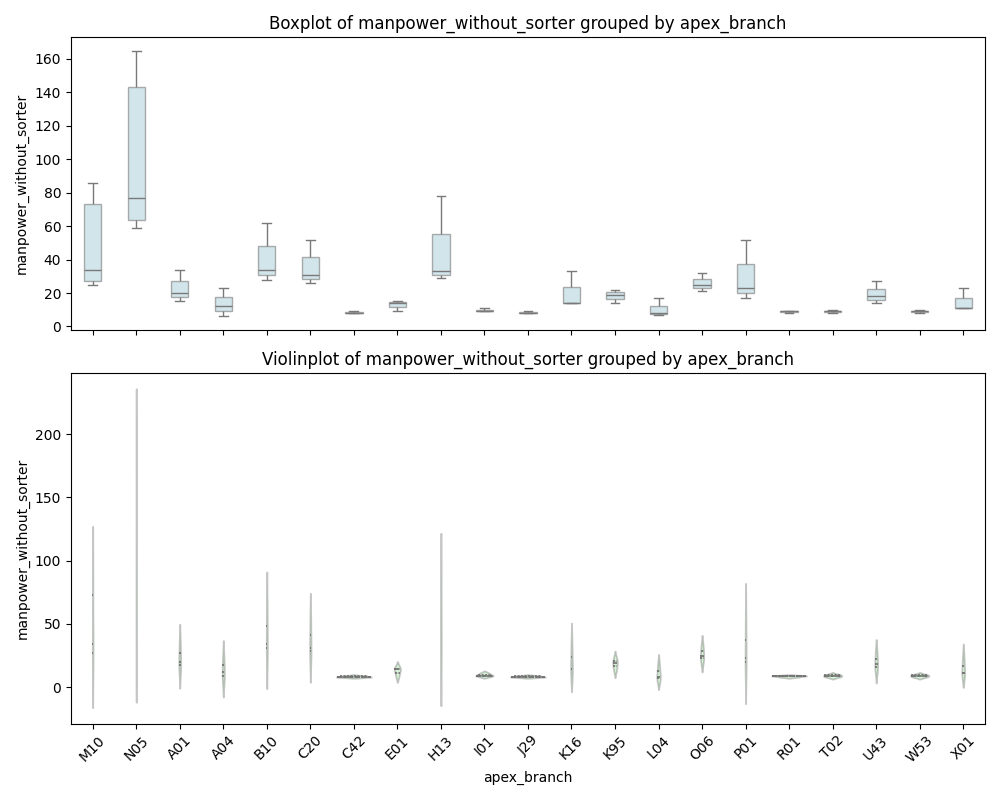 Boxplot of manpower_without_sorter grouped by apex_branch
manpower_without_sorter
160
140
120
100
80
60
40
20
0
Violinplot of manpower_without_sorter grouped by apex_branch
manpower_without_sorter
200
150
100
50
0
M10 N05 A01 A04 B10 C20 C42 E01 H13 I01 J29 K16 K95 L04 O06 P01 R01 T02 U43 W53 X01
apex_branch